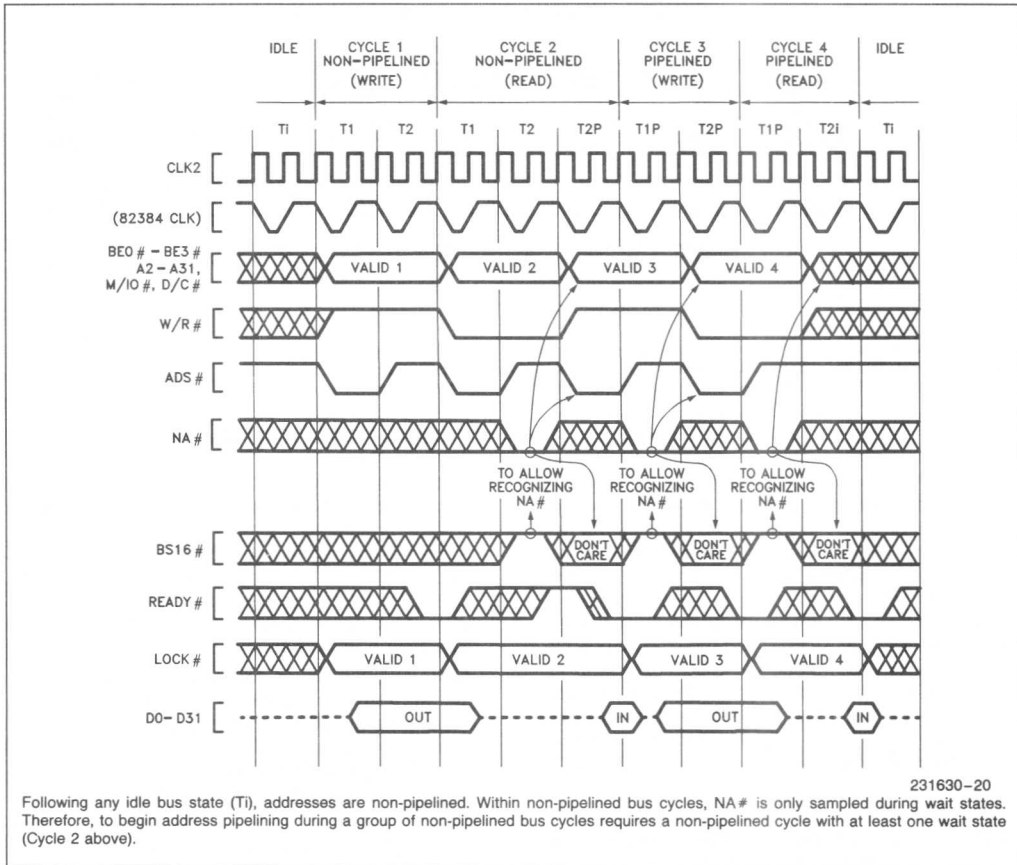 IDLE
CYCLE 1
NON-PIPELINED
(WRITE)
CYCLE 2
NON-PIPELINED
(READ)
CYCLE 3
PIPELINED
(WRITE)
CYCLE 4
PIPELINED
(READ)
IDLE
Ti T1 T2 T1 T2 T2P T1P T2P T1P T2i Ti
CLK2
(82384 CLK)
BE0 # – BE3 #
A2 – A31,
M/IO #, D/C #
VALID 1 VALID 2 VALID 3 VALID 4
W/R #
ADS #
NA #
TO ALLOW
RECOGNIZING
NA #
TO ALLOW
RECOGNIZING
NA #
TO ALLOW
RECOGNIZING
NA #
BS16 #
DON'T
CARE
DON'T
CARE
DON'T
CARE
READY #
LOCK #
VALID 1 VALID 2 VALID 3 VALID 4
D0– D31
OUT IN OUT IN
231630–20
Following any idle bus state (Ti), addresses are non-pipelined. Within non-pipelined bus cycles, NA# is only sampled during wait states.
Therefore, to begin address pipelining during a group of non-pipelined bus cycles requires a non-pipelined cycle with at least one wait state
(Cycle 2 above).